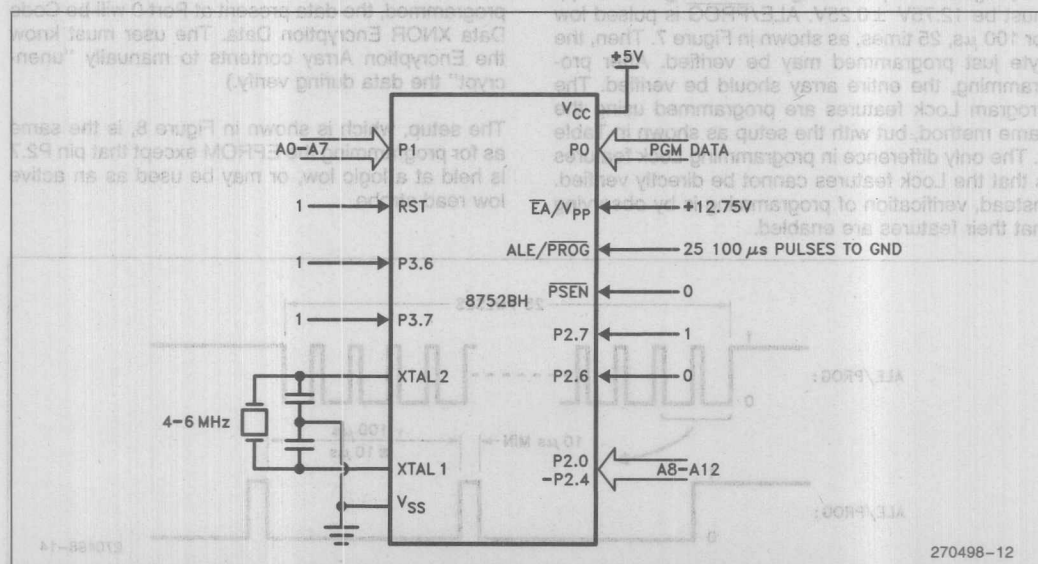 +5V
VCC
A0-A7
P1
P0
PGM DATA
1
RST
EA/VPP
+12.75V
ALE/PROG
25 100 µs PULSES TO GND
1
P3.6
8752BH
PSEN
0
1
P3.7
P2.7
1
XTAL 2
P2.6
0
4-6 MHz
XTAL 1
P2.0
-P2.4
A8-A12
VSS
270498-12